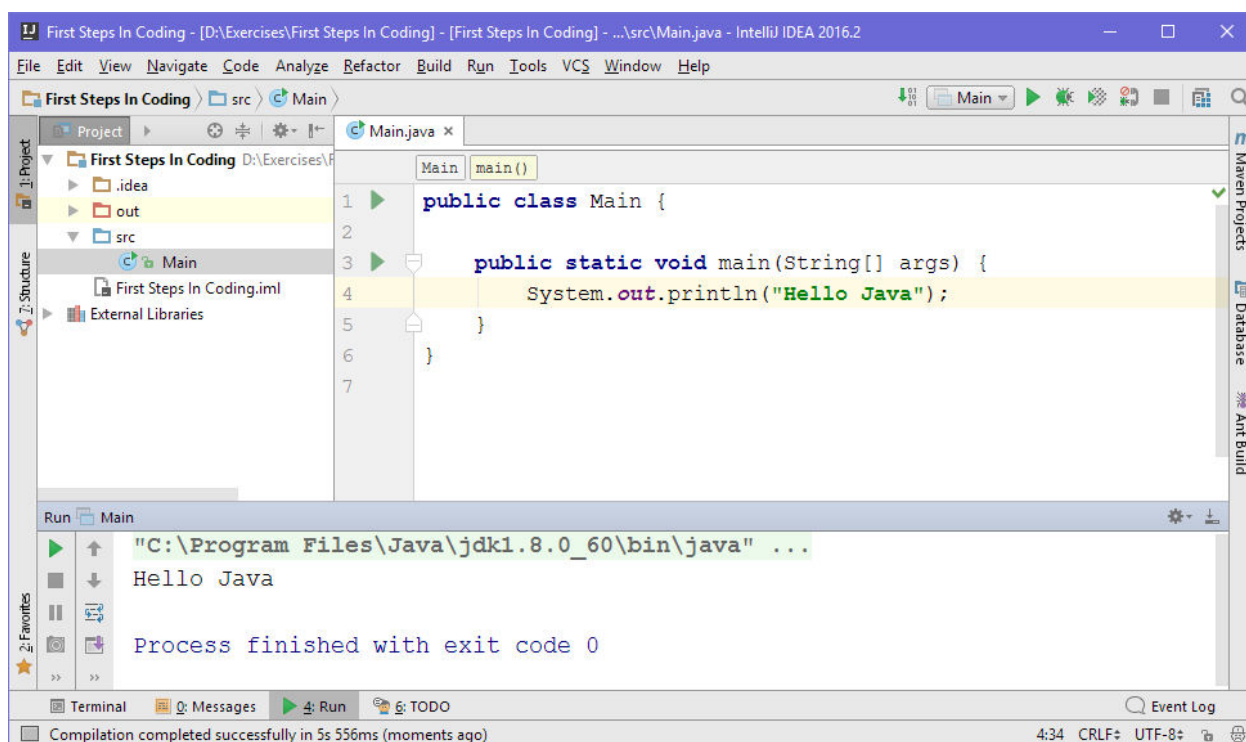 First Steps In Coding - [D:\Exercises\First Steps In Coding] - [First Steps In Coding] - ...\src\Main.java - IntelliJ IDEA 2016.2
File Edit View Navigate Code Analyze Refactor Build Run Tools VCS Window Help
First Steps In Coding src Main
Main
Project
Main.java
1: Project
7: Structure
2: Favorites
First Steps In Coding D:\Exercises\F
.idea
out
src
Main
First Steps In Coding.iml
External Libraries
Main main()
1 public class Main {
2
3 public static void main(String[] args) {
4 System.out.println("Hello Java");
5 }
6 }
7
Maven Projects
Database
Ant Build
Run Main
"C:\Program Files\Java\jdk1.8.0_60\bin\java" ...
Hello Java
Process finished with exit code 0
Terminal 0: Messages 4: Run 6: TODO Event Log
Compilation completed successfully in 5s 556ms (moments ago) 4:34 CRLF UTF-8